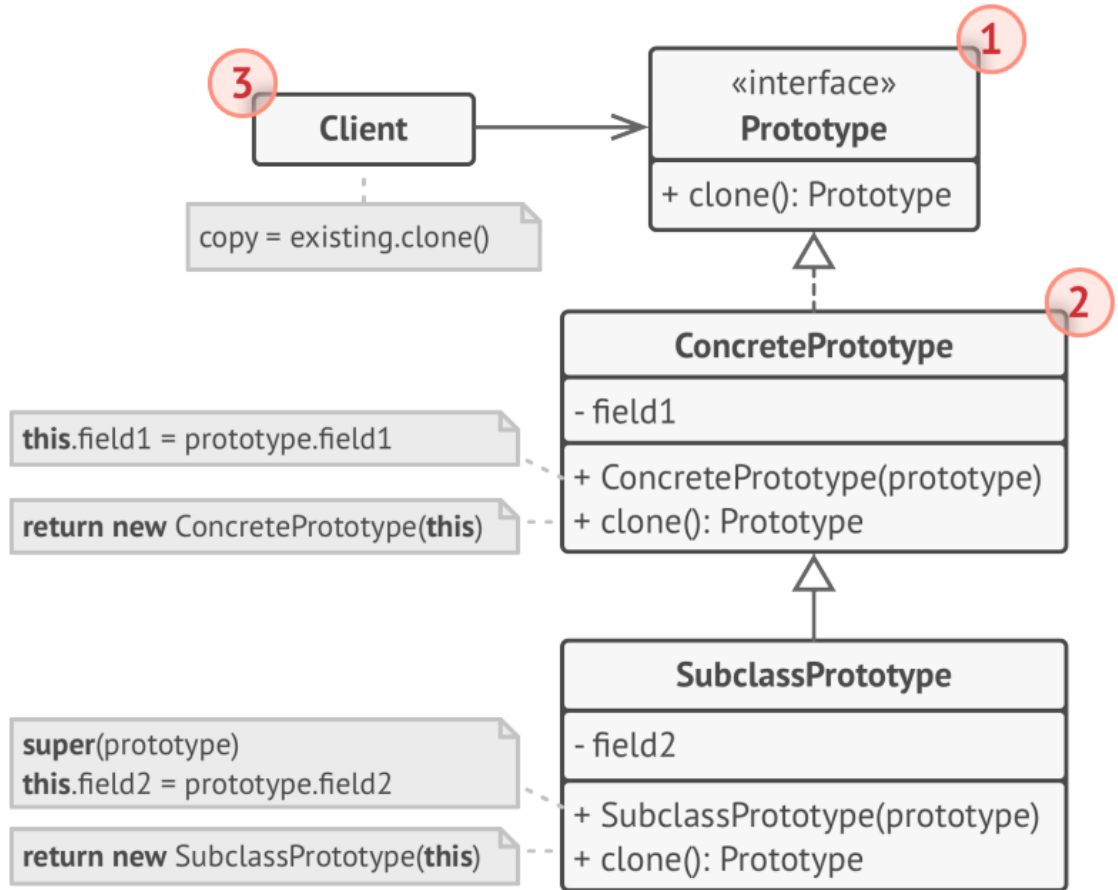 1
«interface»
Prototype
+ clone(): Prototype
3
Client
copy = existing.clone()
2
ConcretePrototype
- field1
+ ConcretePrototype(prototype)
+ clone(): Prototype
this.field1 = prototype.field1
return new ConcretePrototype(this)
SubclassPrototype
- field2
+ SubclassPrototype(prototype)
+ clone(): Prototype
super(prototype)
this.field2 = prototype.field2
return new SubclassPrototype(this)